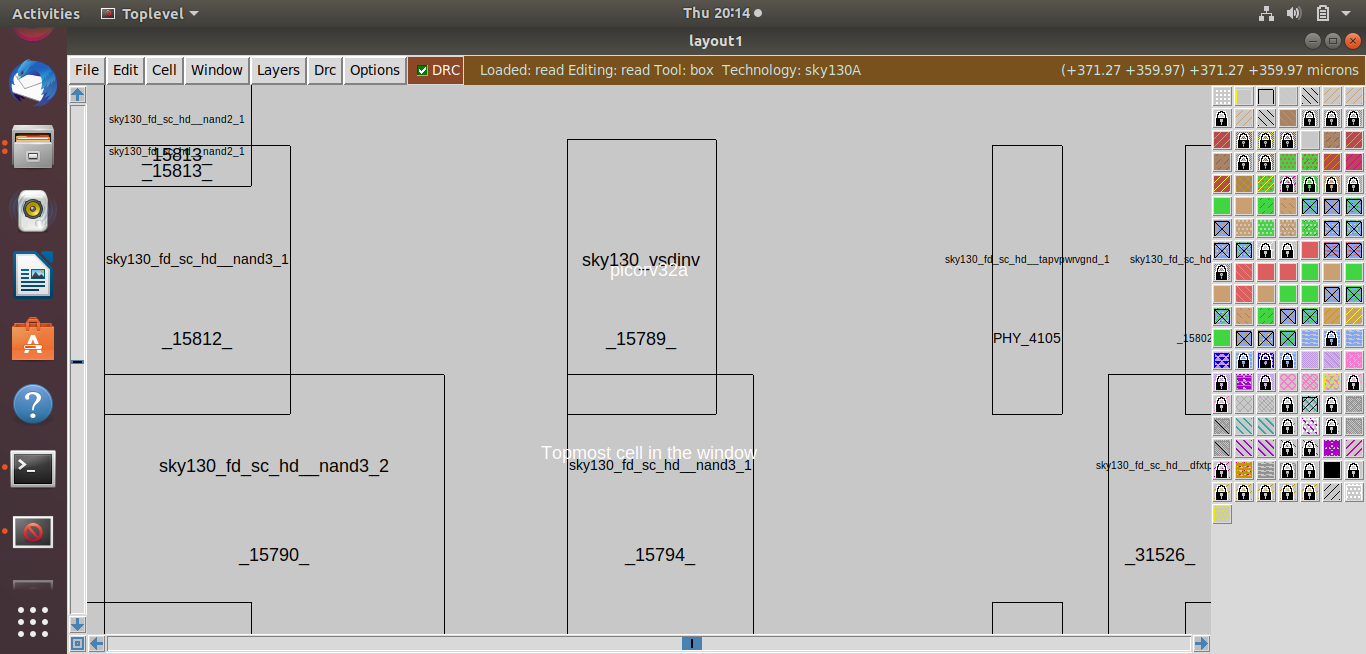 Activities Toplevel Thu 20:14
layout1
File Edit Cell Window Layers Drc Options DRC Loaded: read Editing: read Tool: box Technology: sky130A (+371.27 +359.97) +371.27 +359.97 microns
sky130_fd_sc_hd__nand2_1
sky130_fd_sc_hd__nand2_1
_15813_
_15813_
sky130_fd_sc_hd__nand3_1 sky130_vsdinv sky130_fd_sc_hd__tapvpwrvgnd_1 sky130_fd_sc_hd
picorv32a
_15812_ _15789_ PHY_4105 _15802
Topmost cell in the window
sky130_fd_sc_hd__nand3_2 sky130_fd_sc_hd__nand3_1 sky130_fd_sc_hd__dfxtp
_15790_ _15794_ _31526_